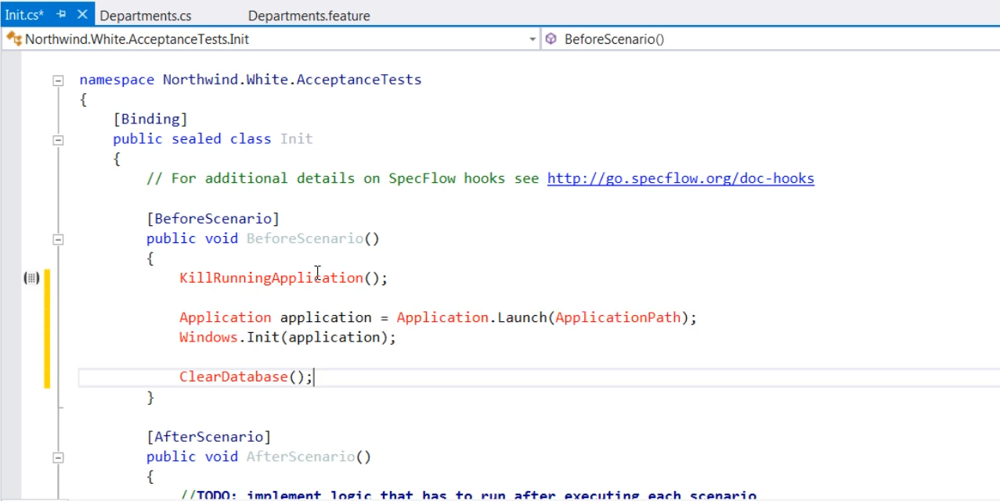 Init.cs* Departments.cs Departments.feature
Northwind.White.AcceptanceTests.Init BeforeScenario()
namespace Northwind.White.AcceptanceTests
{
[Binding]
public sealed class Init
{
// For additional details on SpecFlow hooks see http://go.specflow.org/doc-hooks
[BeforeScenario]
public void BeforeScenario()
{
KillRunningApplication();
Application application = Application.Launch(ApplicationPath);
Windows.Init(application);
ClearDatabase();
}
[AfterScenario]
public void AfterScenario()
{
//TODO: implement logic that has to run after executing each scenario